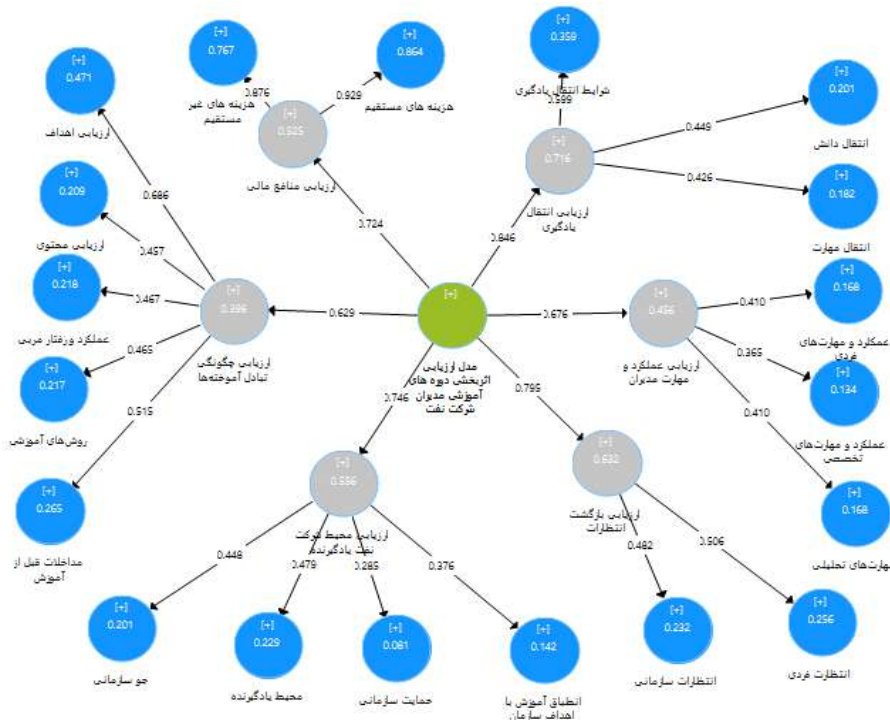 [+]
0.471
ارزیابی اهداف
[+]
0.767
هزینه های غیر
مستقیم
[+]
0.864
هزینه های مستقیم
[+]
0.359
شرایط انتقال یادگیری
[+]
0.201
انتقال دانش
0.876
0.929
0.599
0.449
0.426
[+]
0.525
ارزیابی منافع مالی
[+]
0.716
ارزیابی انتقال
یادگیری
[+]
0.182
انتقال مهارت
0.686
[+]
0.209
ارزیابی محتوی
0.457
0.724
0.846
[+]
0.218
عملکرد ورفتار مربی
0.467
[+]
0.396
ارزیابی چگونگی
تبادل آموخته‌ها
0.629
[+]
مدل ارزیابی
اثربخشی دوره های
آموزشی مدیران
شرکت نفت
0.676
[+]
0.456
ارزیابی عملکرد و
مهارت مدیران
0.410
[+]
0.168
عمکلرد و مهارت‌های
فردی
0.465
0.365
[+]
0.217
روش‌های آموزشی
0.515
0.746
0.795
0.410
[+]
0.134
عملکرد و مهارت‌های
تخصصی
[+]
0.265
مداخلات قبل از
آموزش
[+]
0.556
ارزیابی محیط شرکت
نفت یادگیرنده
[+]
0.632
ارزیابی بازگشت
انتظارات
[+]
0.168
مهارت‌های تحلیلی
0.448
0.479
0.285
0.376
0.482
0.506
[+]
0.201
جو سازمانی
[+]
0.229
محیط یادگیرنده
[+]
0.081
حمایت سازمانی
[+]
0.142
انطباق آموزش با
اهداف سازمان
[+]
0.232
انتظارات سازمانی
[+]
0.256
انتظارت فردی